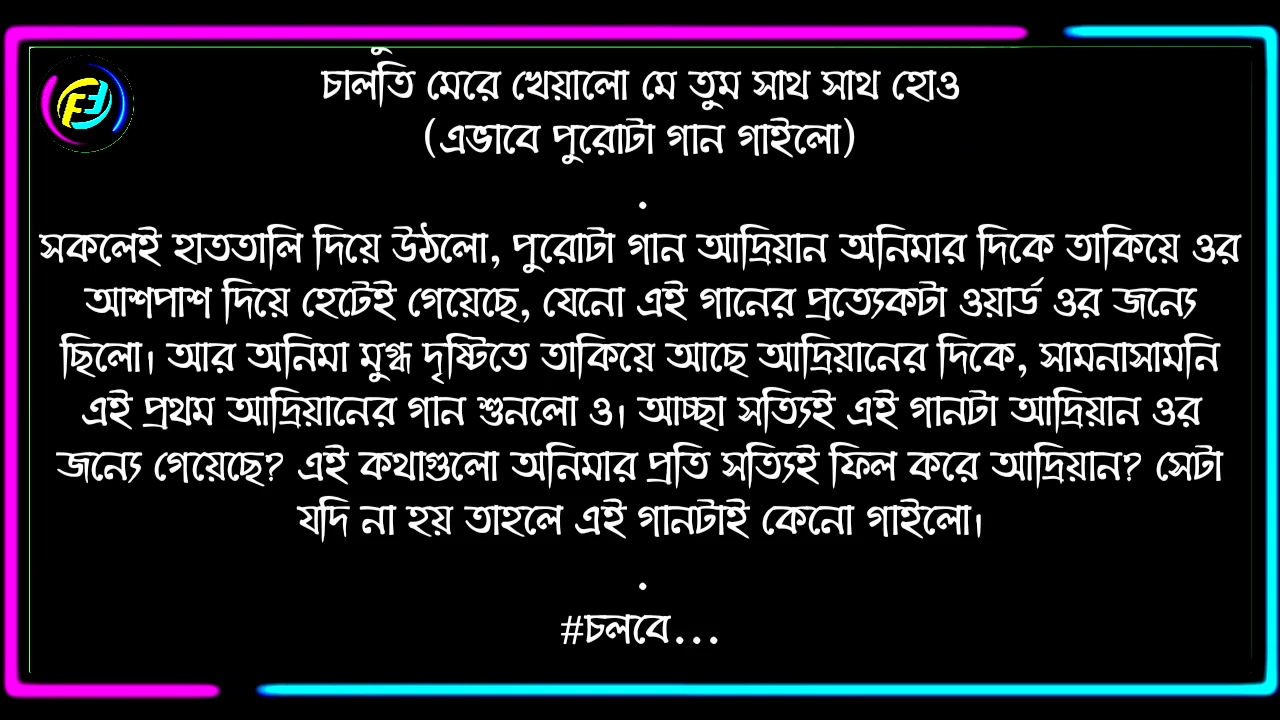 চালতি মেরে খেয়ালো মে তুম সাথ সাথ হোও
(এভাবে পুরোটা গান গাইলো)
.
সকলেই হাততালি দিয়ে উঠলো, পুরোটা গান আদ্রিয়ান অনিমার দিকে তাকিয়ে ওর
আশপাশ দিয়ে হেটেই গেয়েছে, যেনো এই গানের প্রত্যেকটা ওয়ার্ড ওর জন্যে
ছিলো। আর অনিমা মুগ্ধ দৃষ্টিতে তাকিয়ে আছে আদ্রিয়ানের দিকে, সামনাসামনি
এই প্রথম আদ্রিয়ানের গান শুনলো ও। আচ্ছা সত্যিই এই গানটা আদ্রিয়ান ওর
জন্যে গেয়েছে? এই কথাগুলো অনিমার প্রতি সত্যিই ফিল করে আদ্রিয়ান? সেটা
যদি না হয় তাহলে এই গানটাই কেনো গাইলো।
.
#চলবে...